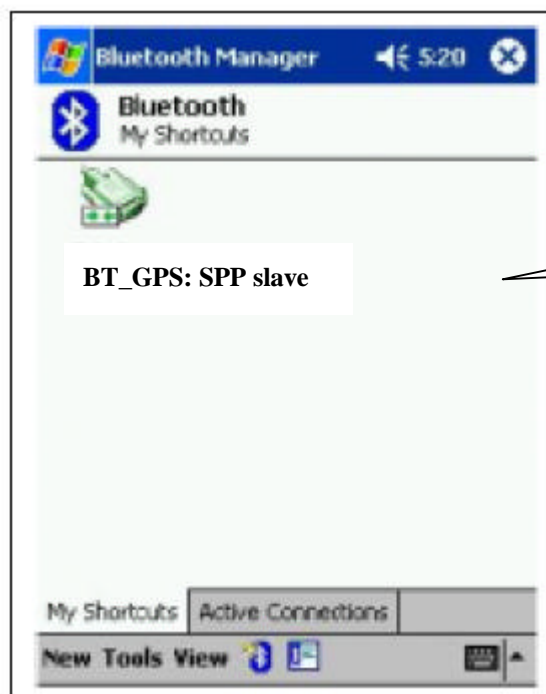 Bluetooth Manager 5:20
Bluetooth
My Shortcuts
BT_GPS: SPP slave
My Shortcuts Active Connections
New Tools View